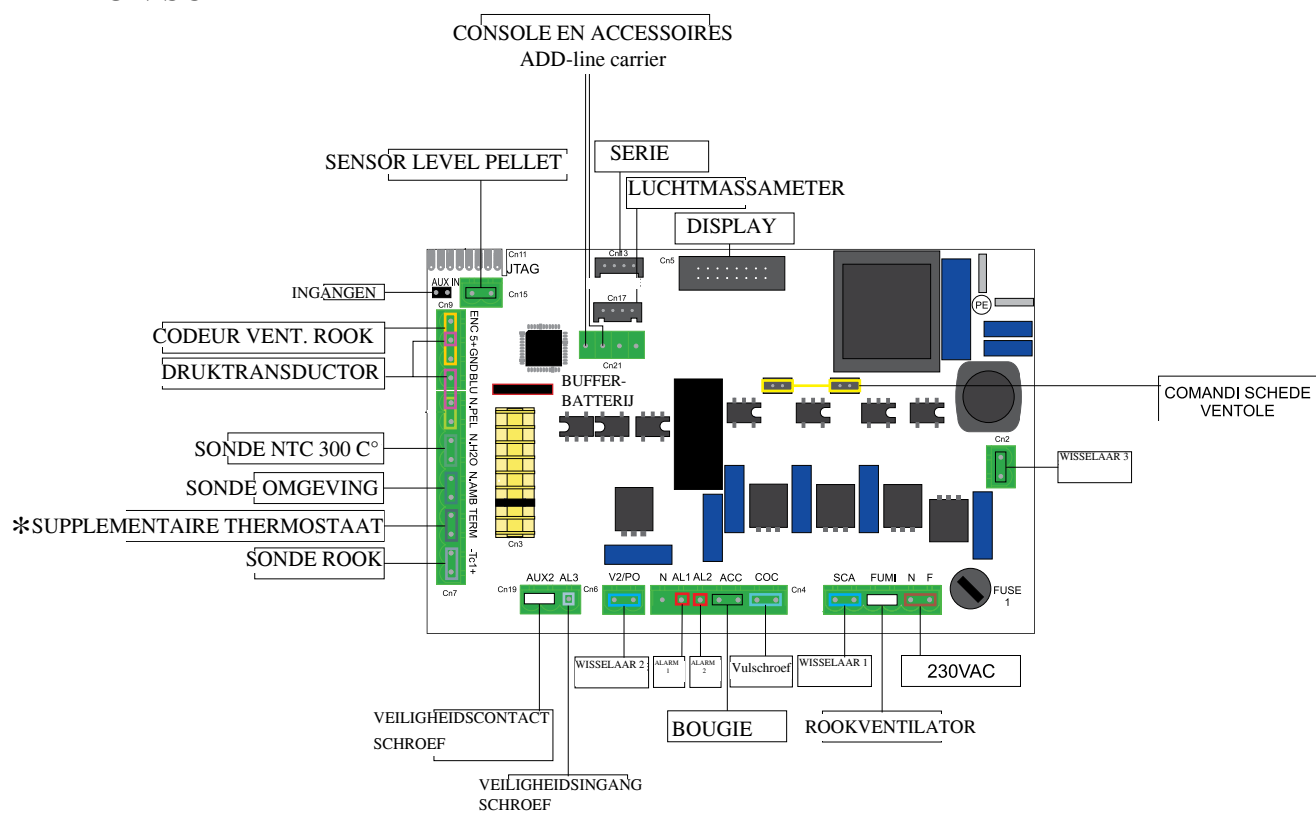 CONSOLE EN ACCESSOIRES
ADD-line carrier
SENSOR LEVEL PELLET
SERIE
LUCHTMASSAMETER
DISPLAY
Cn11
JTAG
Cn13
Cn5
AUX IN
Cn15
Cn17
INGANGEN
Cn9
PE
CODEUR VENT. ROOK
DRUKTRANSDUCTOR
ENC 5+GND BLU N.PEL N.H2O N.AMB TERM -Tc1+
Cn21
BUFFER-
BATTERIJ
COMANDI SCHEDE
VENTOLE
SONDE NTC 300 C°
Cn2
WISSELAAR 3
SONDE OMGEVING
*SUPPLEMENTAIRE THERMOSTAAT
Cn3
SONDE ROOK
Cn7
Cn19
AUX2 AL3
Cn6
V2/PO
N AL1 AL2 ACC COC
Cn4
SCA FUMI N F
FUSE
1
WISSELAAR 2
ALARM
1
ALARM
2
Vulschroef
WISSELAAR 1
230VAC
VEILIGHEIDSCONTACT
SCHROEF
BOUGIE
ROOKVENTILATOR
VEILIGHEIDSINGANG
SCHROEF